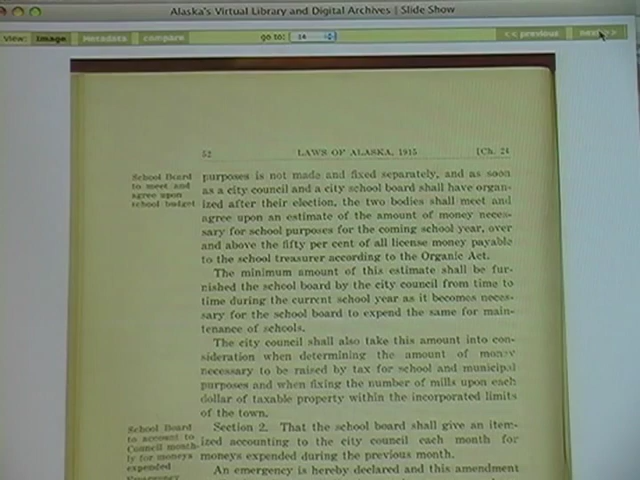 Alaska's Virtual Library and Digital Archives | Slide Show
View: Image Metadata compare go to: 14 << previous next >>
52 LAWS OF ALASKA, 1915 [Ch. 24
School Board
to meet and
agree upon
school budget
purposes is not made and fixed separately, and as soon
as a city council and a city school board shall have organ-
ized after their election, the two bodies shall meet and
agree upon an estimate of the amount of money neces-
sary for school purposes for the coming school year, over
and above the fifty per cent of all license money payable
to the school treasurer according to the Organic Act.
The minimum amount of this estimate shall be fur-
nished the school board by the city council from time to
time during the current school year as it becomes neces-
sary for the school board to expend the same for main-
tenance of schools.
The city council shall also take this amount into con-
sideration when determining the amount of money
necessary to be raised by tax for school and municipal
purposes and when fixing the number of mills upon each
dollar of taxable property within the incorporated limits
of the town.
School Board
to account to
Council month-
ly for moneys
expended
Emergency
Section 2. That the school board shall give an item-
ized accounting to the city council each month for
moneys expended during the previous month.
An emergency is hereby declared and this amendment